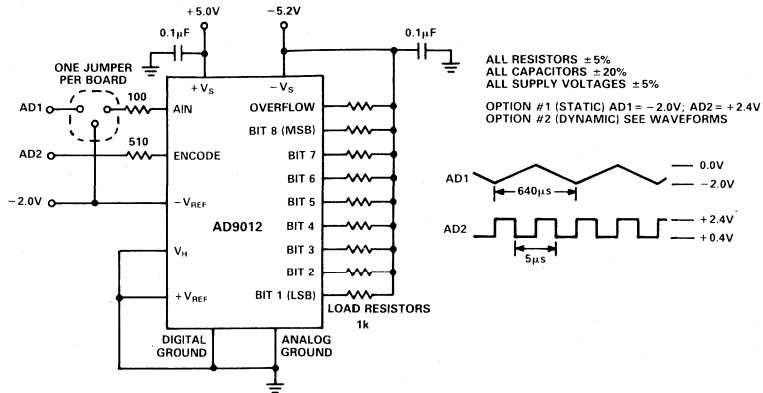 +5.0V
−5.2V
0.1μF
0.1μF
ONE JUMPER
PER BOARD
AD1
100
AIN
+VS
−VS
OVERFLOW
BIT 8 (MSB)
AD2
510
ENCODE
BIT 7
BIT 6
−2.0V
−VREF
BIT 5
AD9012
BIT 4
VH
BIT 3
BIT 2
+VREF
BIT 1 (LSB)
LOAD RESISTORS
1k
DIGITAL
GROUND
ANALOG
GROUND
ALL RESISTORS ±5%
ALL CAPACITORS ±20%
ALL SUPPLY VOLTAGES ±5%
OPTION #1 (STATIC) AD1 = −2.0V; AD2 = +2.4V
OPTION #2 (DYNAMIC) SEE WAVEFORMS
AD1
640μs
0.0V
−2.0V
AD2
5μs
+2.4V
+0.4V